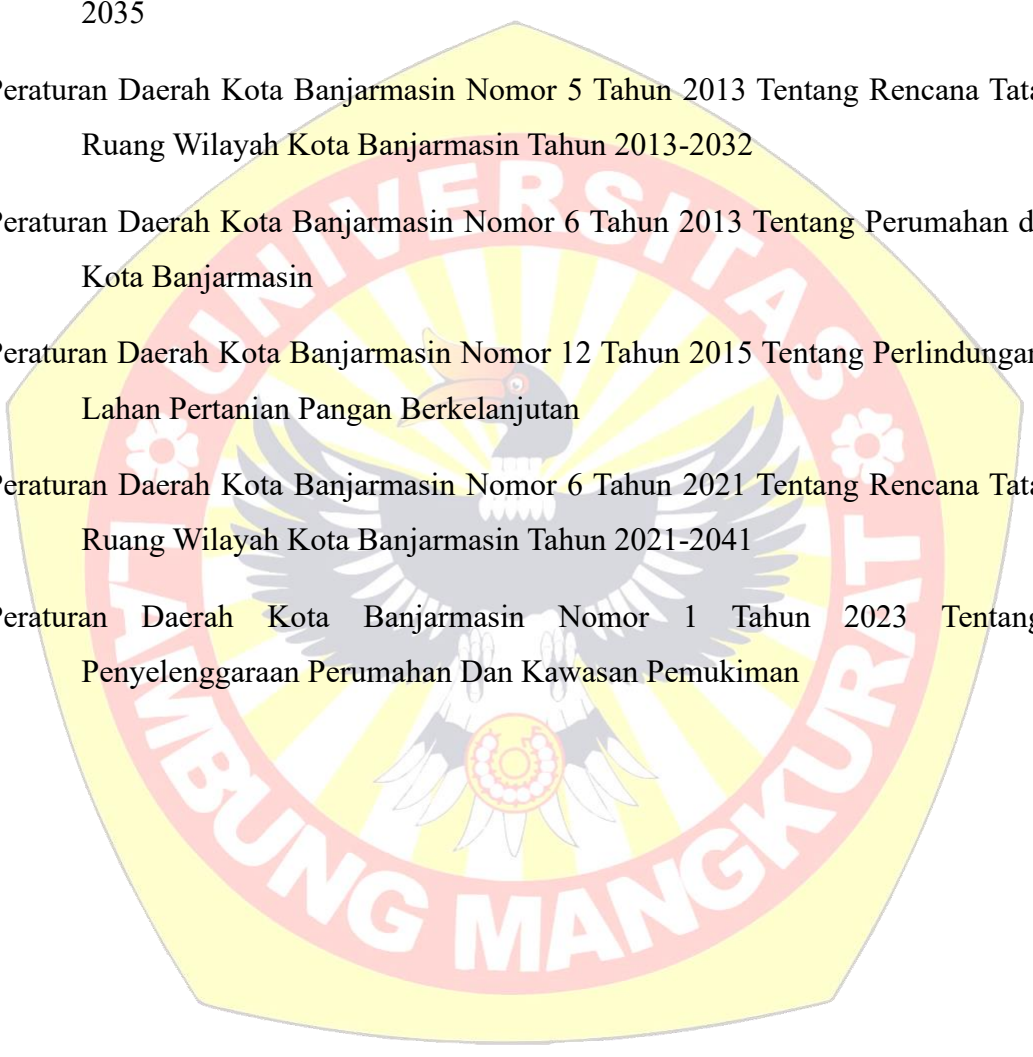 2035
Peraturan Daerah Kota Banjarmasin Nomor 5 Tahun 2013 Tentang Rencana Tata
Ruang Wilayah Kota Banjarmasin Tahun 2013-2032
Peraturan Daerah Kota Banjarmasin Nomor 6 Tahun 2013 Tentang Perumahan d
Kota Banjarmasin
Peraturan Daerah Kota Banjarmasin Nomor 12 Tahun 2015 Tentang Perlindungan
Lahan Pertanian Pangan Berkelanjutan
Peraturan Daerah Kota Banjarmasin Nomor 6 Tahun 2021 Tentang Rencana Tata
Ruang Wilayah Kota Banjarmasin Tahun 2021-2041
Peraturan Daerah Kota Banjarmasin Nomor 1 Tahun 2023 Tentang
Penyelenggaraan Perumahan Dan Kawasan Pemukiman
UNIVERSITAS
LAMBUNG MANGKURAT